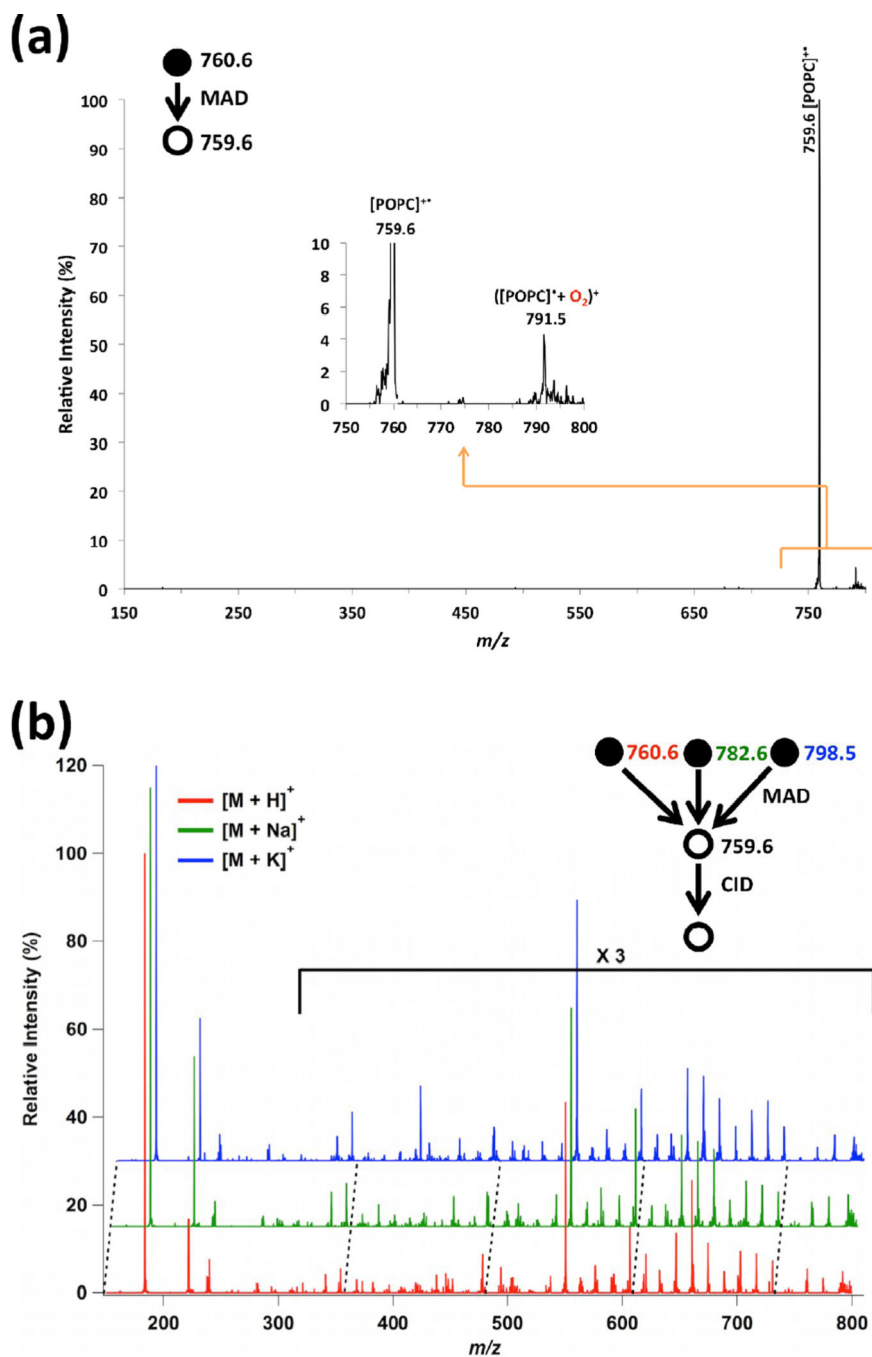 (a)
760.6
MAD
759.6
759.6 [POPC]+•
[POPC]+•
759.6
([POPC]•+ O2)+
791.5
10
8
6
4
2
0
750 760 770 780 790 800
100
90
80
70
60
50
40
30
20
10
0
Relative Intensity (%)
150 250 350 450 550 650 750
m/z
(b)
760.6 782.6 798.5
MAD
759.6
CID
[M + H]+
[M + Na]+
[M + K]+
X 3
120
100
80
60
40
20
0
Relative Intensity (%)
200 300 400 500 600 700 800
m/z